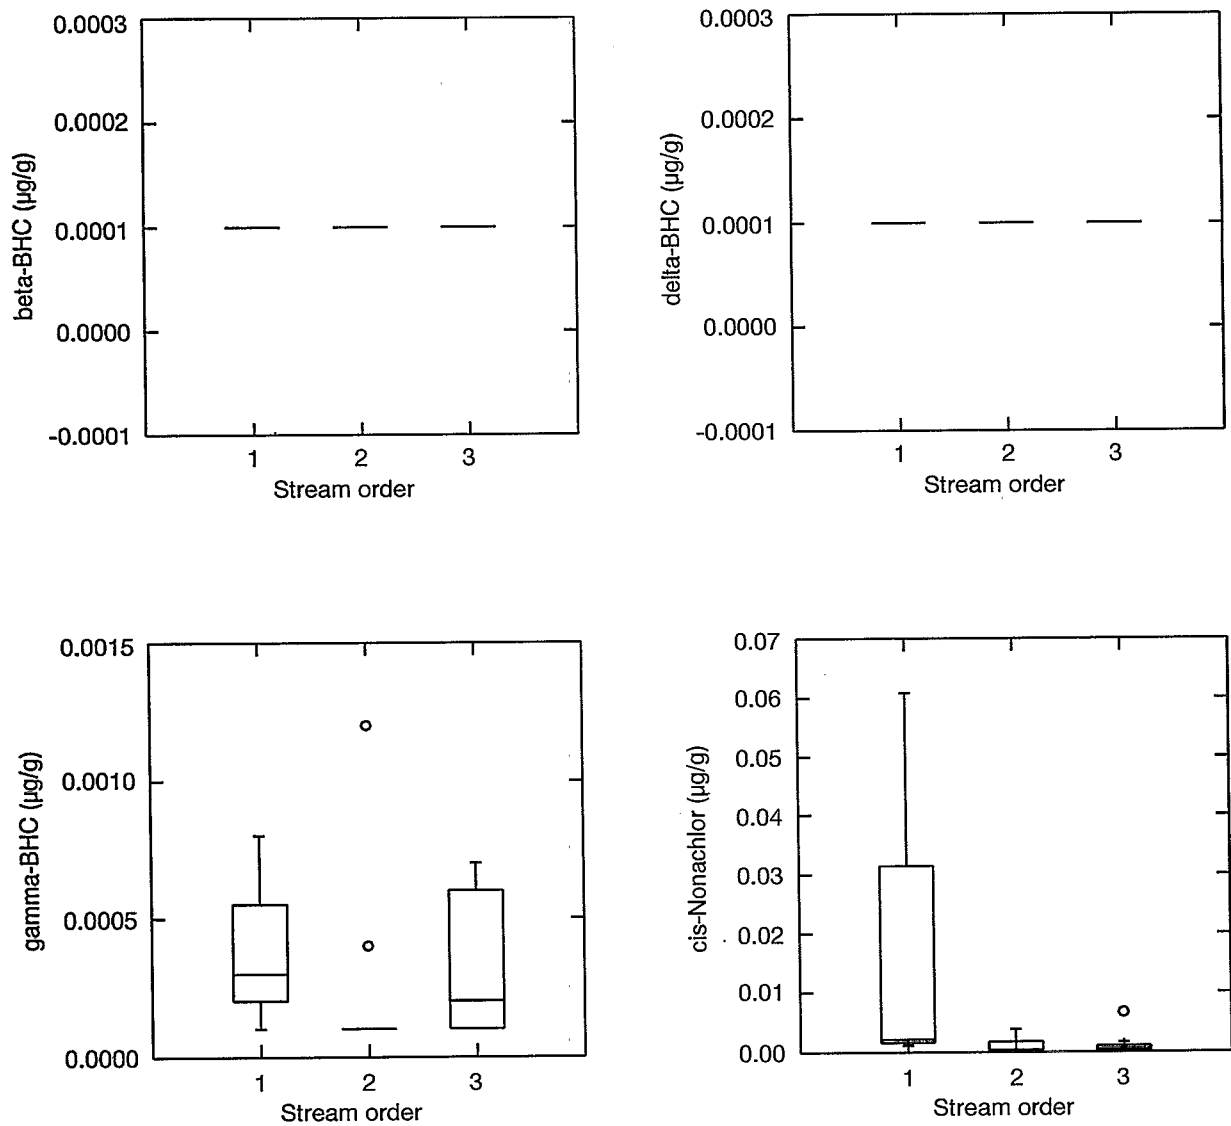 beta-BHC (µg/g)
0.0003
0.0002
0.0001
0.0000
-0.0001
1 2 3
Stream order
delta-BHC (µg/g)
0.0003
0.0002
0.0001
0.0000
-0.0001
1 2 3
Stream order
gamma-BHC (µg/g)
0.0015
0.0010
0.0005
0.0000
1 2 3
Stream order
cis-Nonachlor (µg/g)
0.07
0.06
0.05
0.04
0.03
0.02
0.01
0.00
1 2 3
Stream order